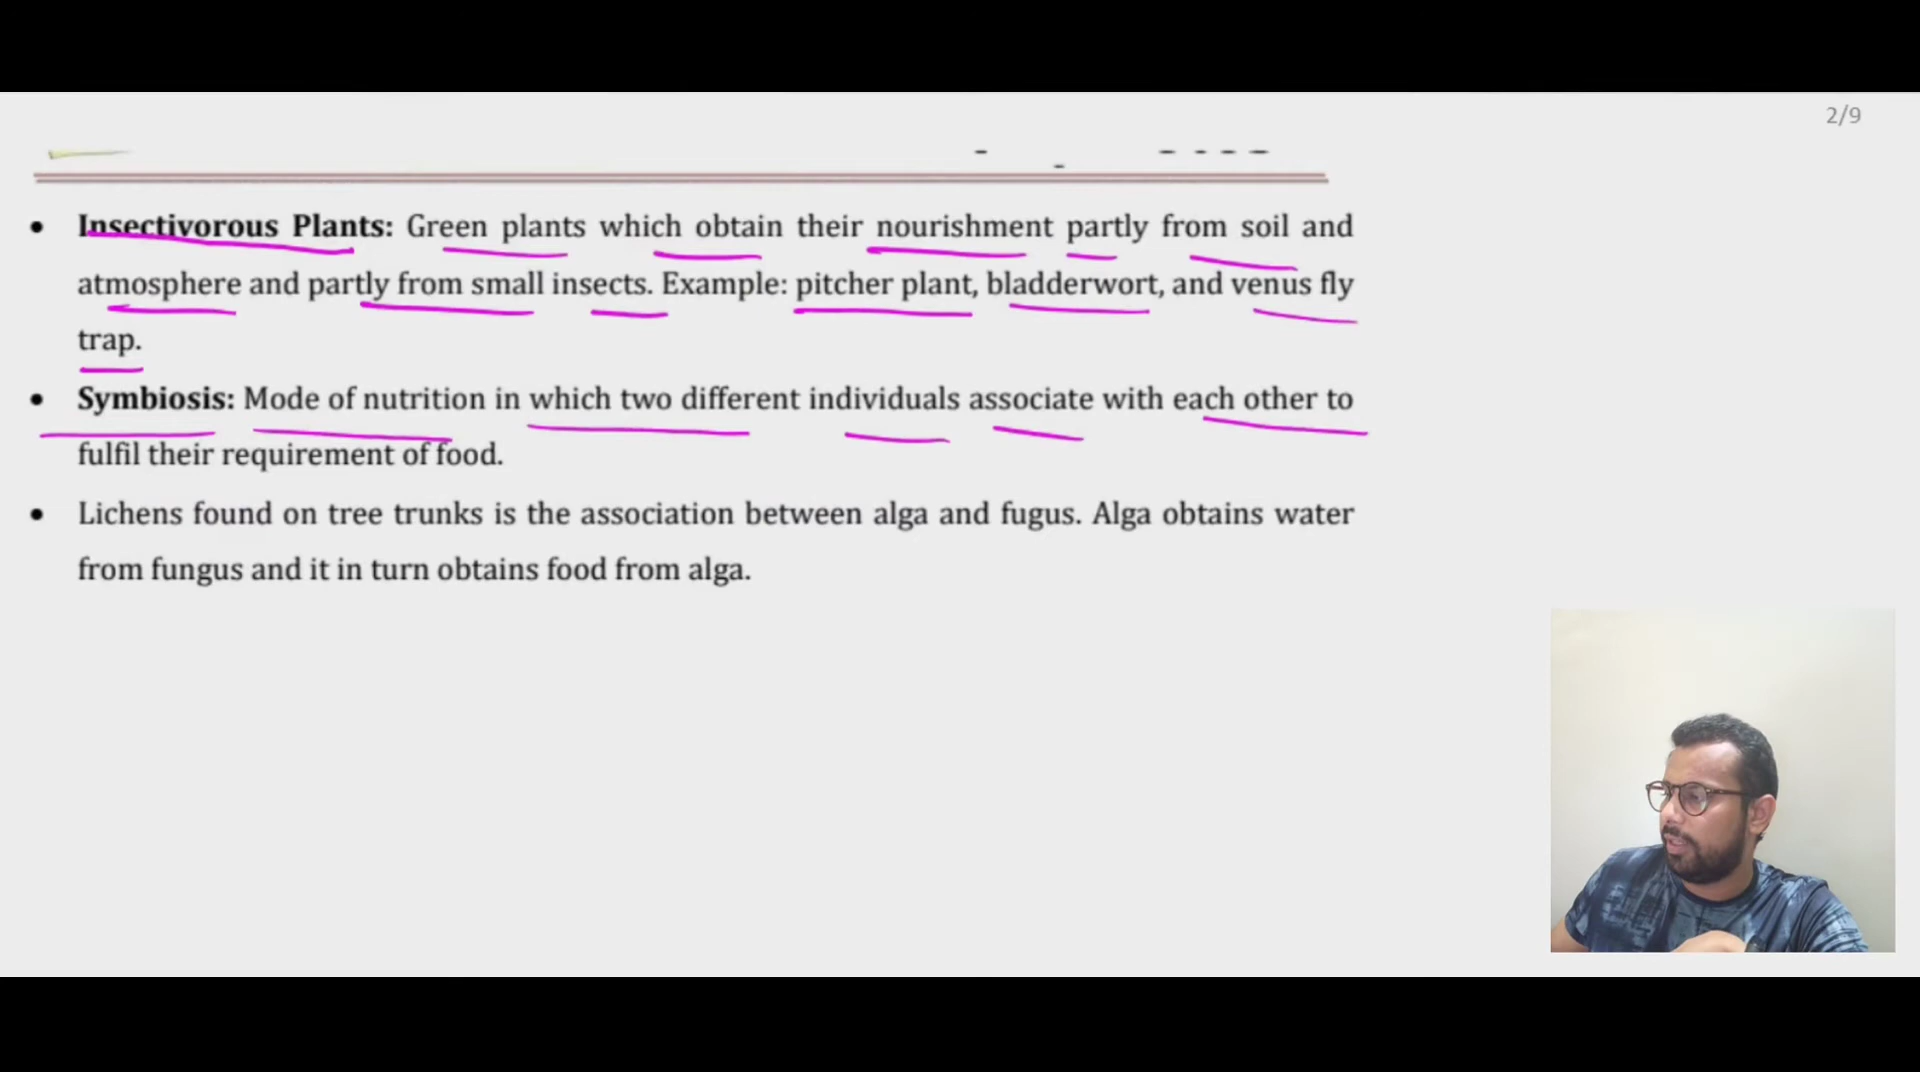 2/9
• Insectivorous Plants: Green plants which obtain their nourishment partly from soil and
atmosphere and partly from small insects. Example: pitcher plant, bladderwort, and venus fly
trap.
• Symbiosis: Mode of nutrition in which two different individuals associate with each other to
fulfil their requirement of food.
• Lichens found on tree trunks is the association between alga and fugus. Alga obtains water
from fungus and it in turn obtains food from alga.